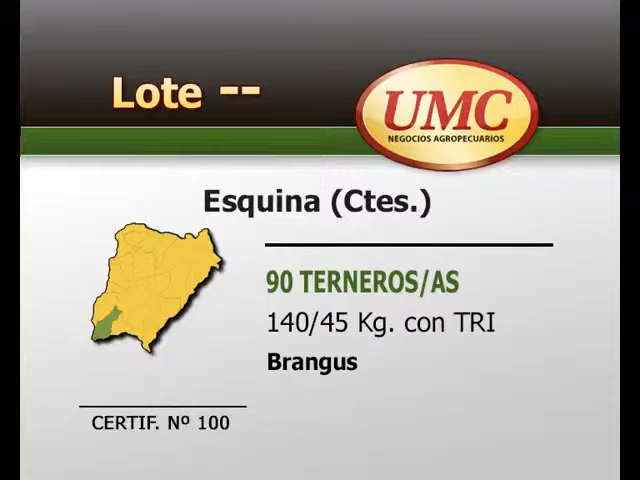 Lote --
UMC
NEGOCIOS AGROPECUARIOS
Esquina (Ctes.)
90 TERNEROS/AS
140/45 Kg. con TRI
Brangus
CERTIF. Nº 100